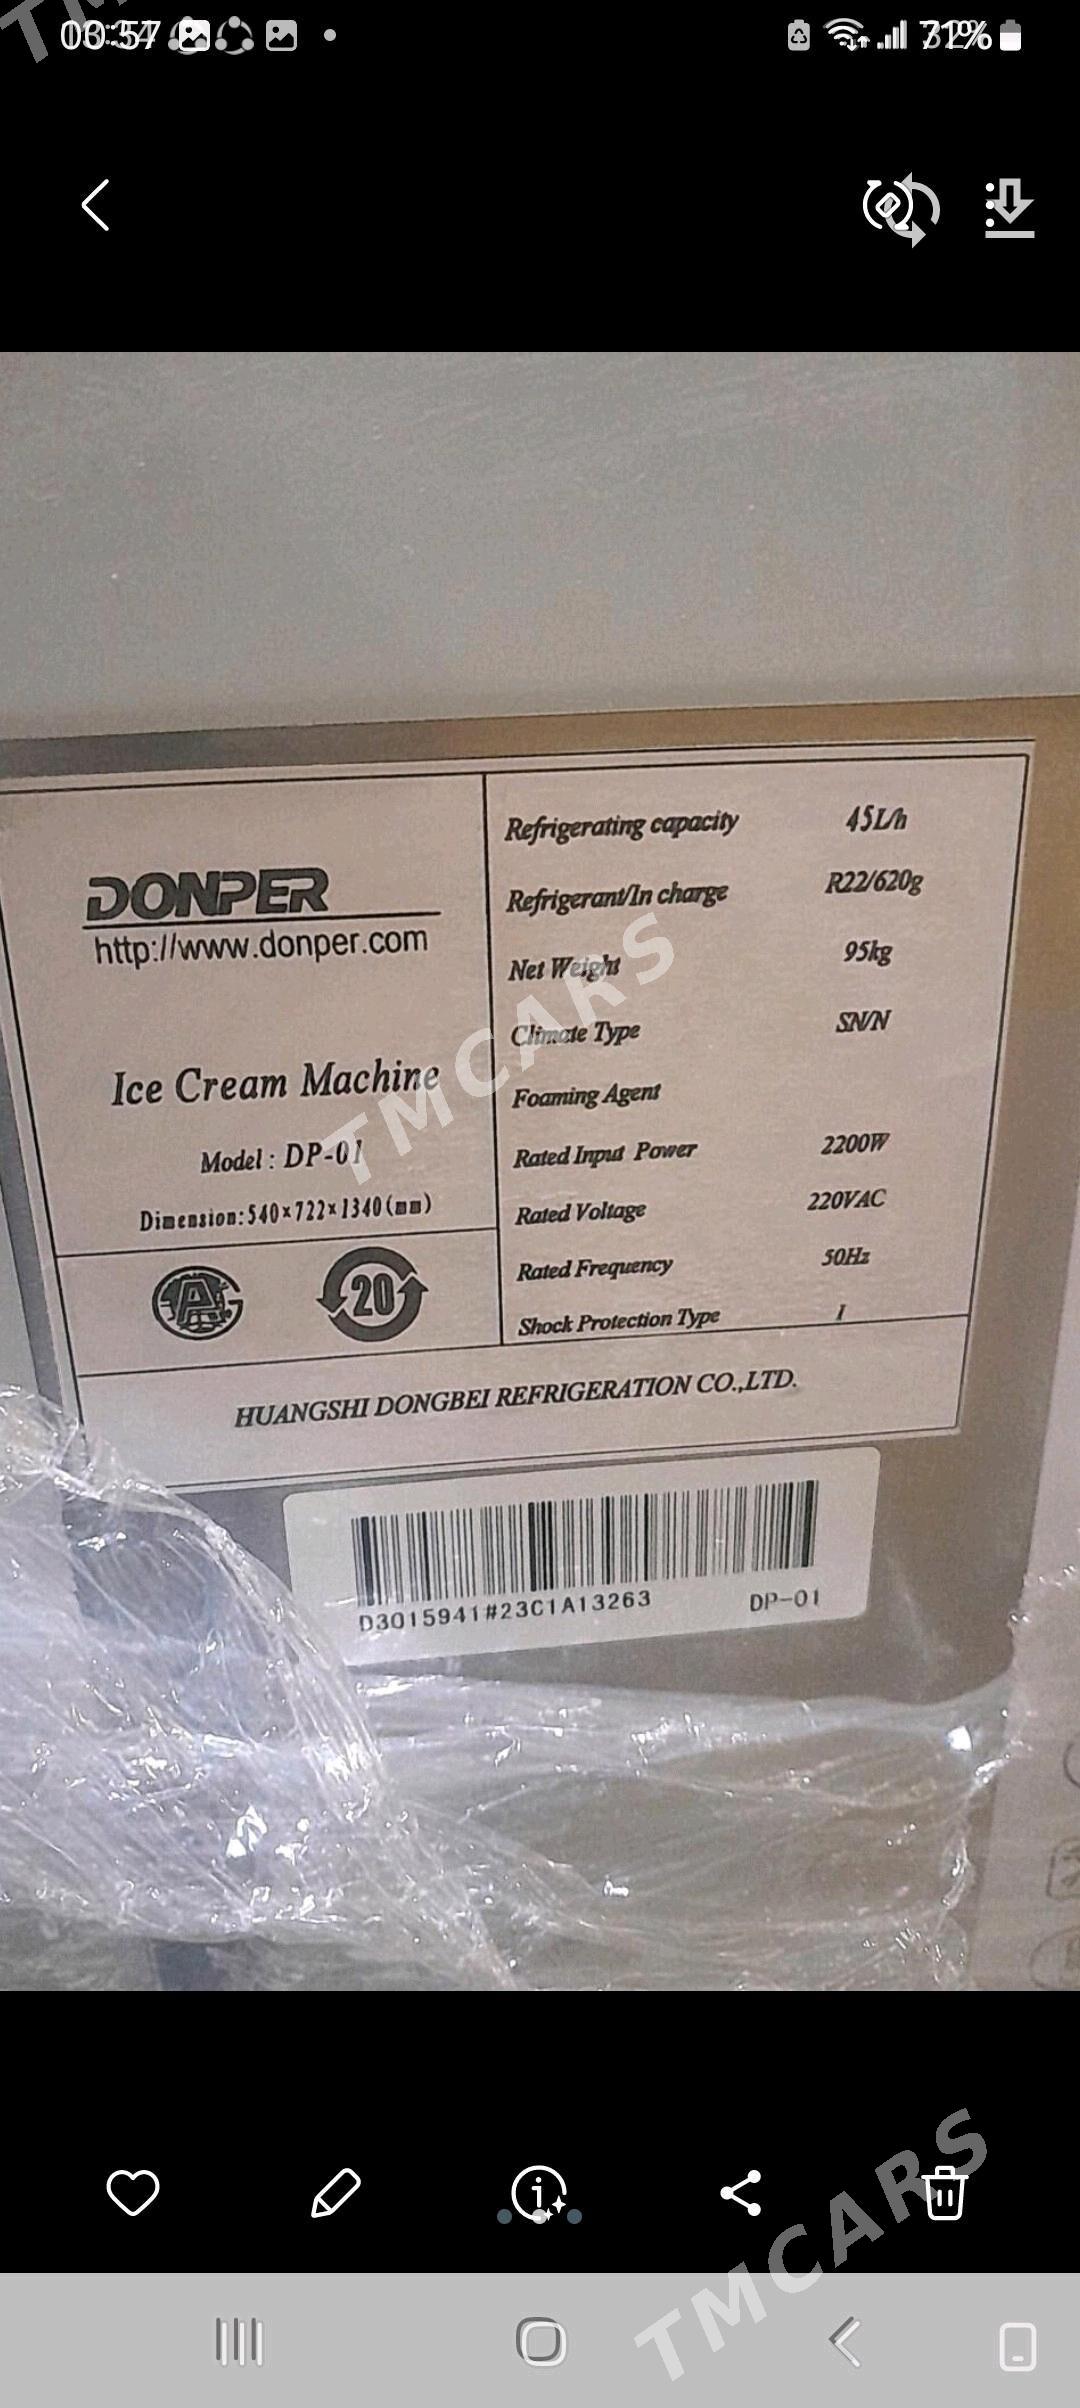 DONPER
http://www.donper.com
Ice Cream Machine
Model : DP-01
Dimension:540×722×1340(mm)
20
Refrigerating capacity 45L/h
Refrigerant/In charge R22/620g
Net Weight 95kg
Climate Type SN/N
Foaming Agent
Rated Input Power 2200W
Rated Voltage 220VAC
Rated Frequency 50Hz
Shock Protection Type I
HUANGSHI DONGBEI REFRIGERATION CO.,LTD.
D3015941#23C1A13263 DP-01
TMCARS
TMCARS